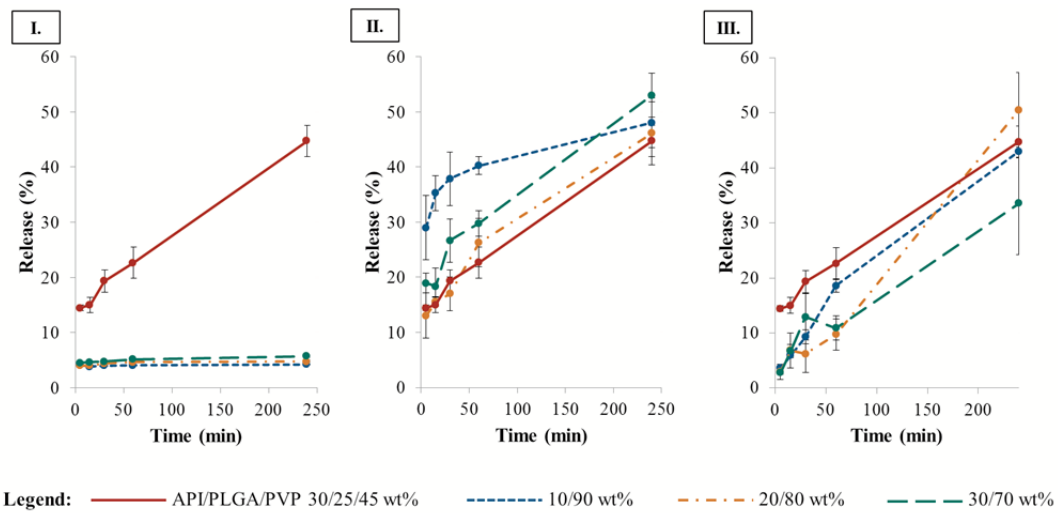 I.
II.
III.
60
50
40
30
20
10
0
Release (%)
0 50 100 150 200 250
Time (min)
60
50
40
30
20
10
0
Release (%)
0 50 100 150 200 250
Time (min)
60
50
40
30
20
10
0
Release (%)
0 50 100 150 200
Time (min)
Legend: API/PLGA/PVP 30/25/45 wt% 10/90 wt% 20/80 wt% 30/70 wt%